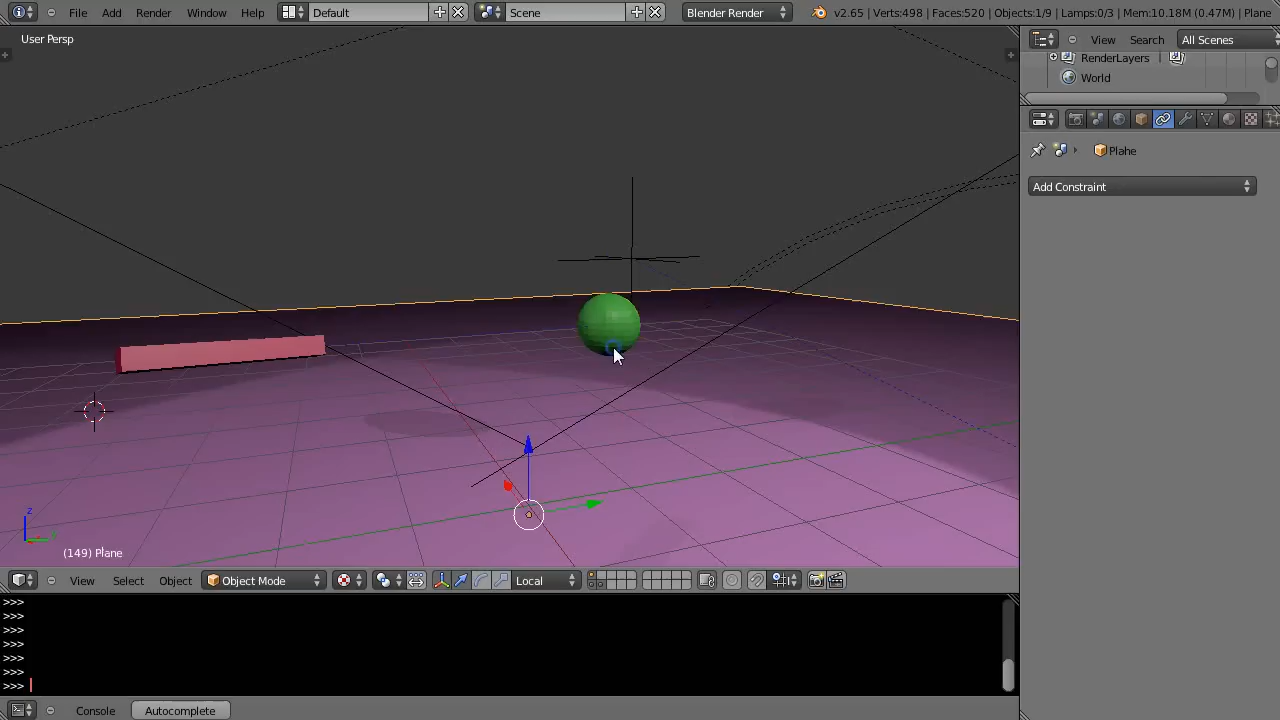 File Add Render Window Help Default Scene Blender Render v2.65 | Verts:498 | Faces:520 | Objects:1/9 | Lamps:0/3 | Mem:10.18M (0.47M) | Plane
User Persp
View Search All Scenes
RenderLayers |
World
Plane
Add Constraint
z
(149) Plane
View Select Object Object Mode Local
>>>
>>>
>>>
>>>
>>>
>>>
>>>
Console Autocomplete